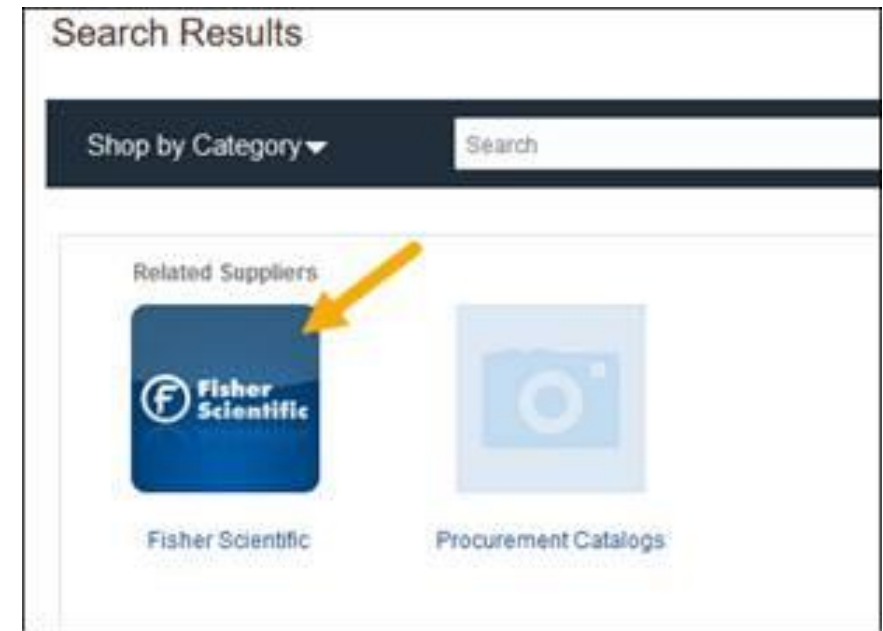 Search Results
Shop by Category
Search
Related Suppliers
Fisher
Scientific
Fisher Scientific
Procurement Catalogs